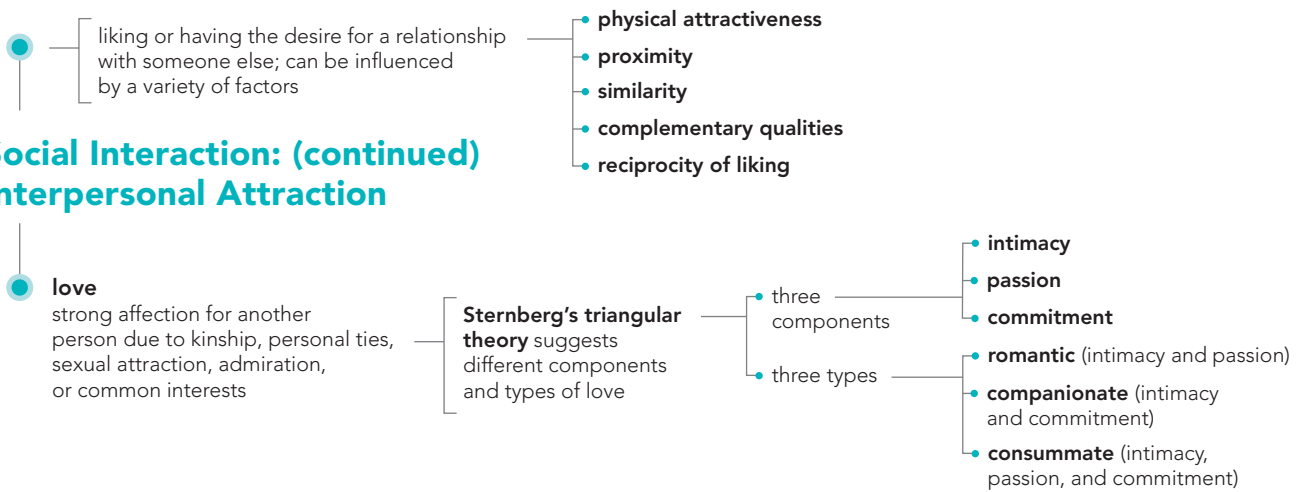 liking or having the desire for a relationship
with someone else; can be influenced
by a variety of factors
physical attractiveness
proximity
similarity
complementary qualities
reciprocity of liking
ocial Interaction: (continued)
nterpersonal Attraction
love
strong affection for another
person due to kinship, personal ties,
sexual attraction, admiration,
or common interests
Sternberg’s triangular
theory suggests
different components
and types of love
three
components
intimacy
passion
commitment
three types
romantic (intimacy and passion)
companionate (intimacy
and commitment)
consummate (intimacy,
passion, and commitment)